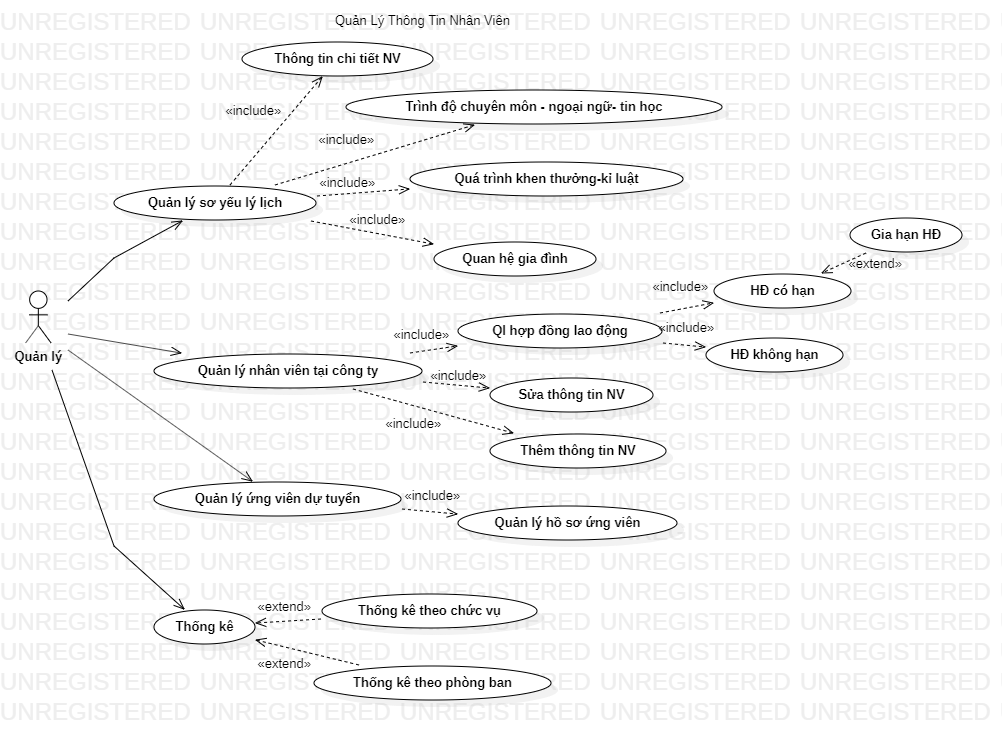 Quản Lý Thông Tin Nhân Viên
Thông tin chi tiết NV
«include»
Trình độ chuyên môn - ngoại ngữ- tin học
«include»
Quá trình khen thưởng-kỉ luật
«include»
Quản lý sơ yếu lý lịch
«include»
Quan hệ gia đình
Gia hạn HĐ
«extend»
HĐ có hạn
«include»
Ql hợp đồng lao động
«include»
«include»
HĐ không hạn
Quản lý
Quản lý nhân viên tại công ty
«include»
Sửa thông tin NV
«include»
Thêm thông tin NV
Quản lý ứng viên dự tuyển
«include»
Quản lý hồ sơ ứng viên
«extend»
Thống kê theo chức vụ
Thống kê
«extend»
Thống kê theo phòng ban
UNREGISTERED